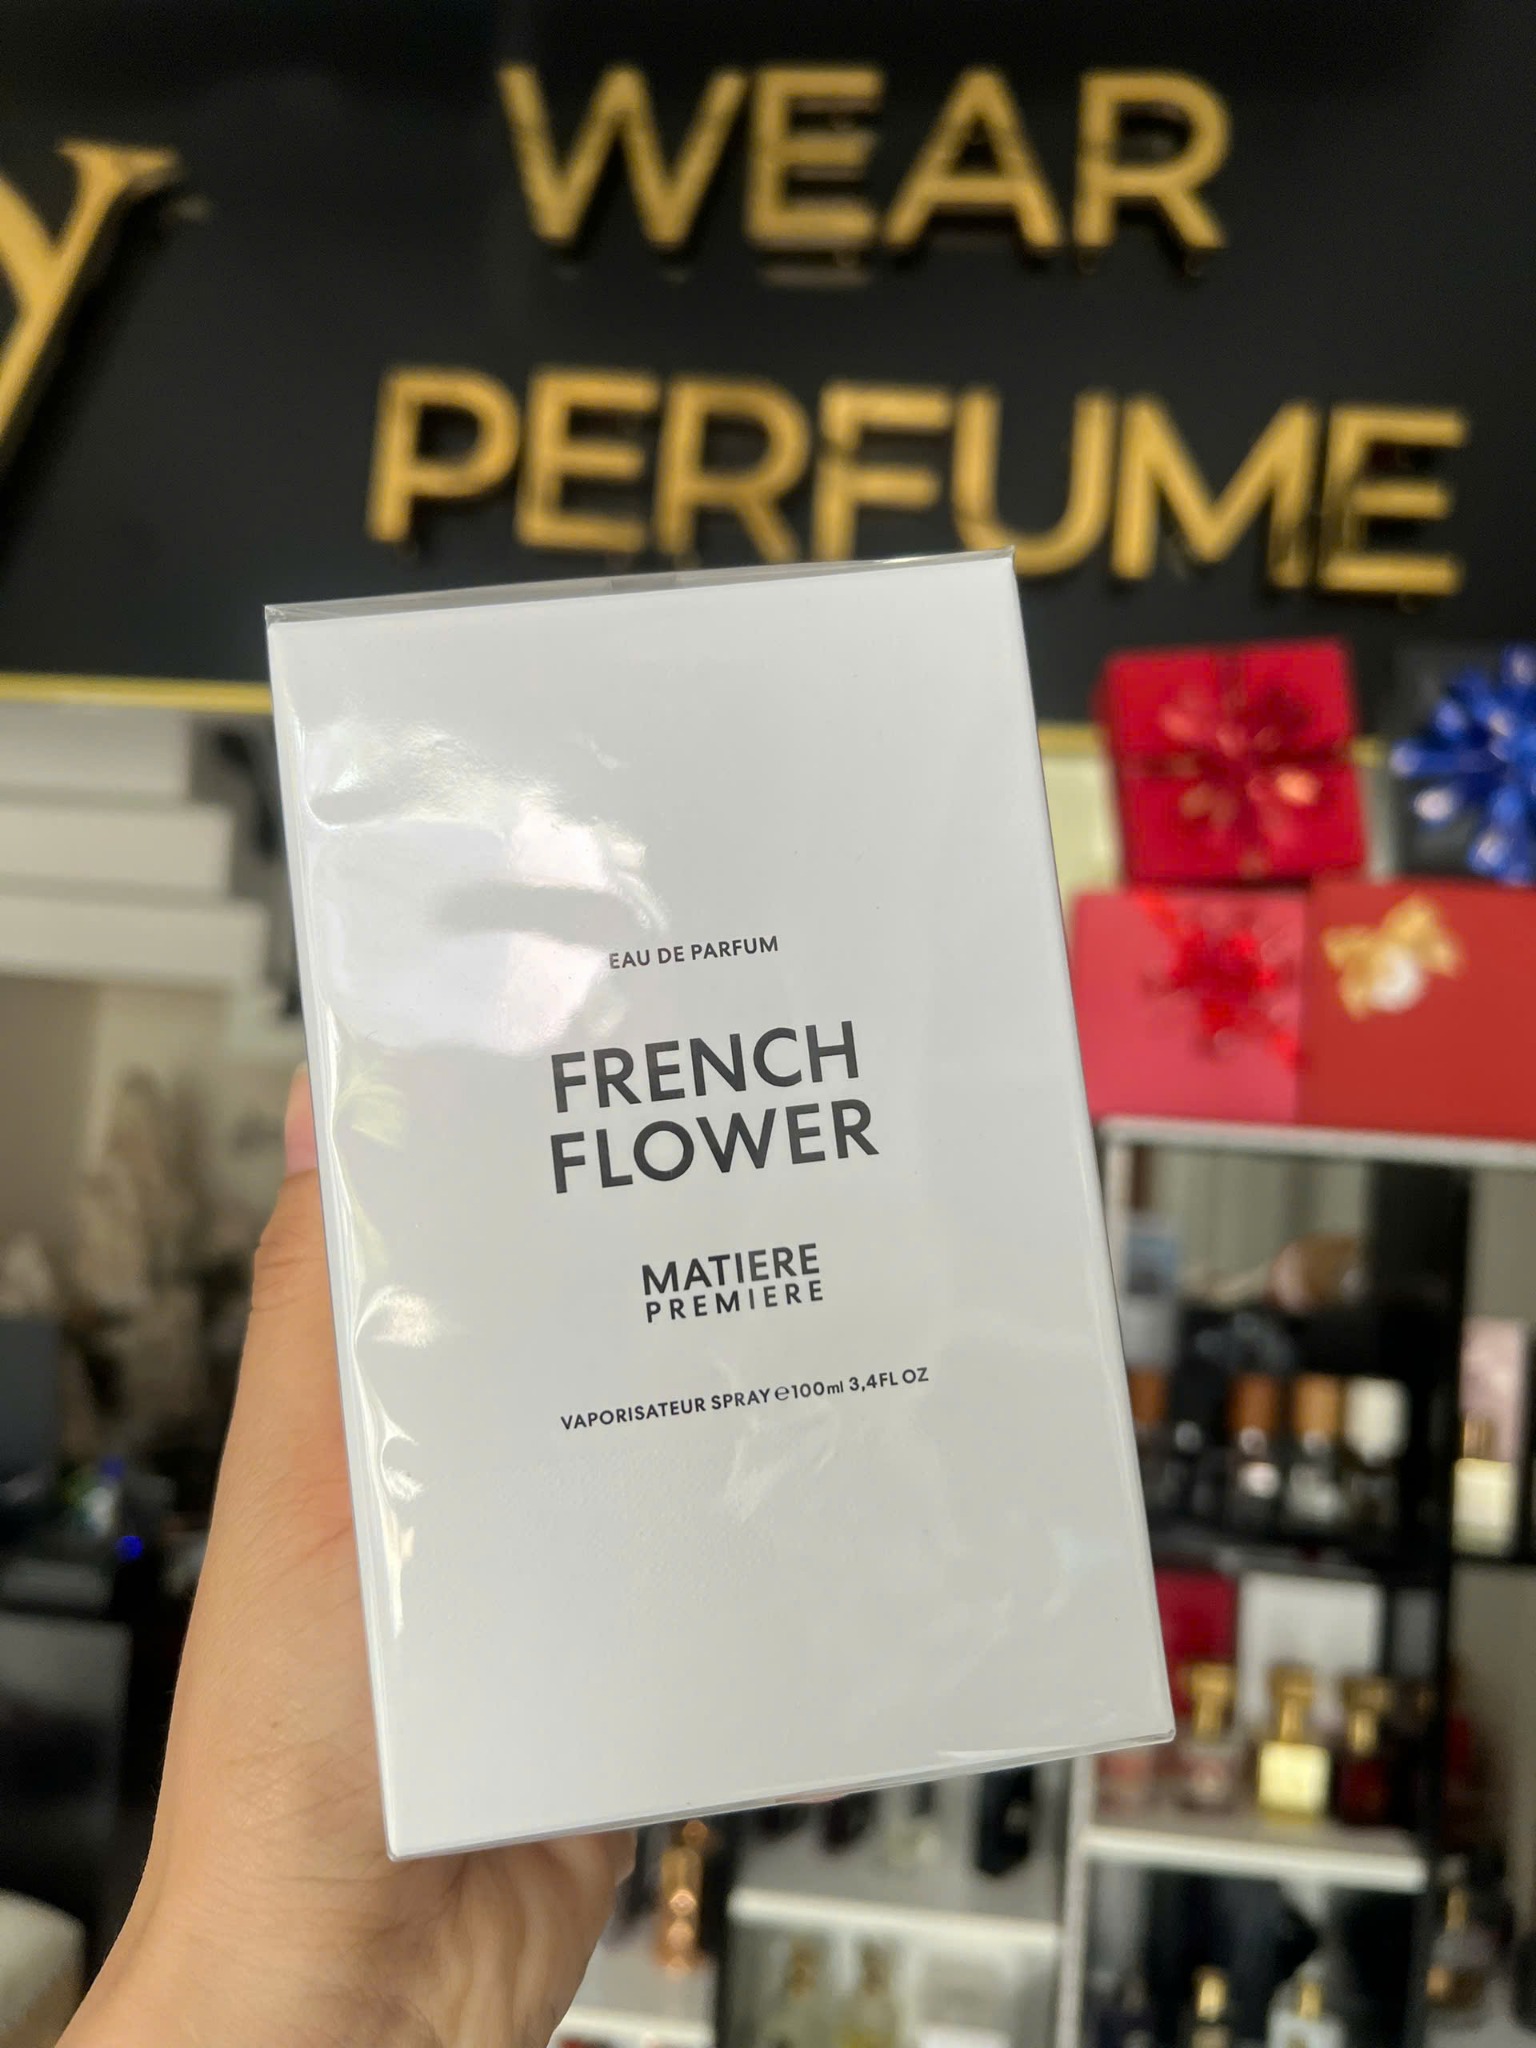 WEAR
PERFUME
Y
EAU DE PARFUM
FRENCH
FLOWER
MATIERE
PREMIERE
VAPORISATEUR SPRAY ℮100ml 3,4FL OZ